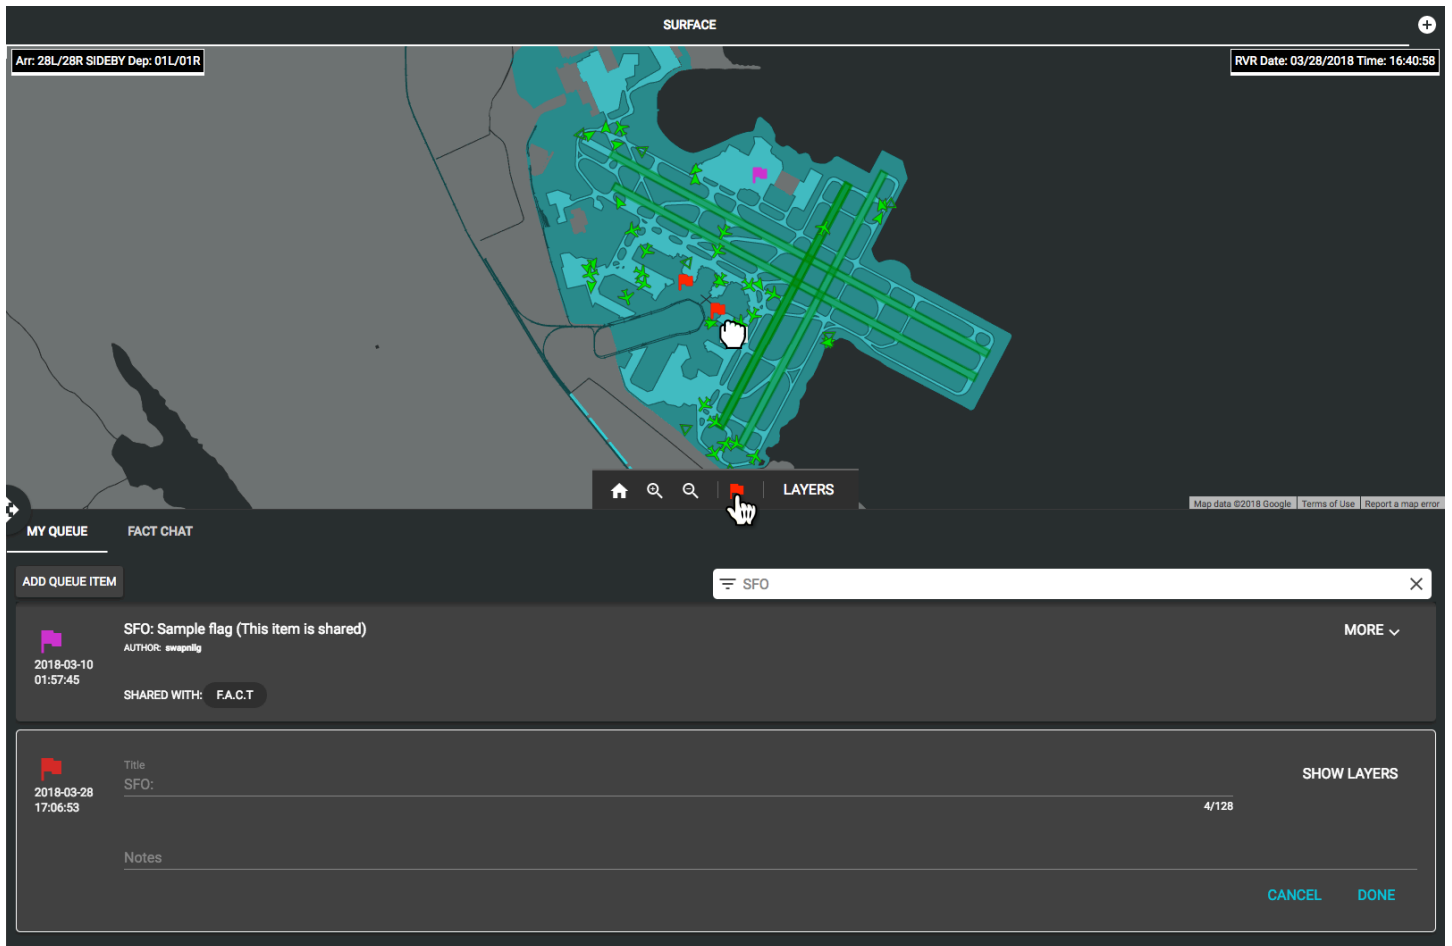 SURFACE
Arr: 28L/28R SIDEBY Dep: 01L/01R
RVR Date: 03/28/2018 Time: 16:40:58
LAYERS
Map data ©2018 Google
Terms of Use
Report a map error
MY QUEUE
FACT CHAT
ADD QUEUE ITEM
SFO
SFO: Sample flag (This item is shared)
MORE
AUTHOR: swapnilg
2018-03-10
01:57:45
SHARED WITH: F.A.C.T
Title
SFO:
SHOW LAYERS
2018-03-28
17:06:53
4/128
Notes
CANCEL
DONE